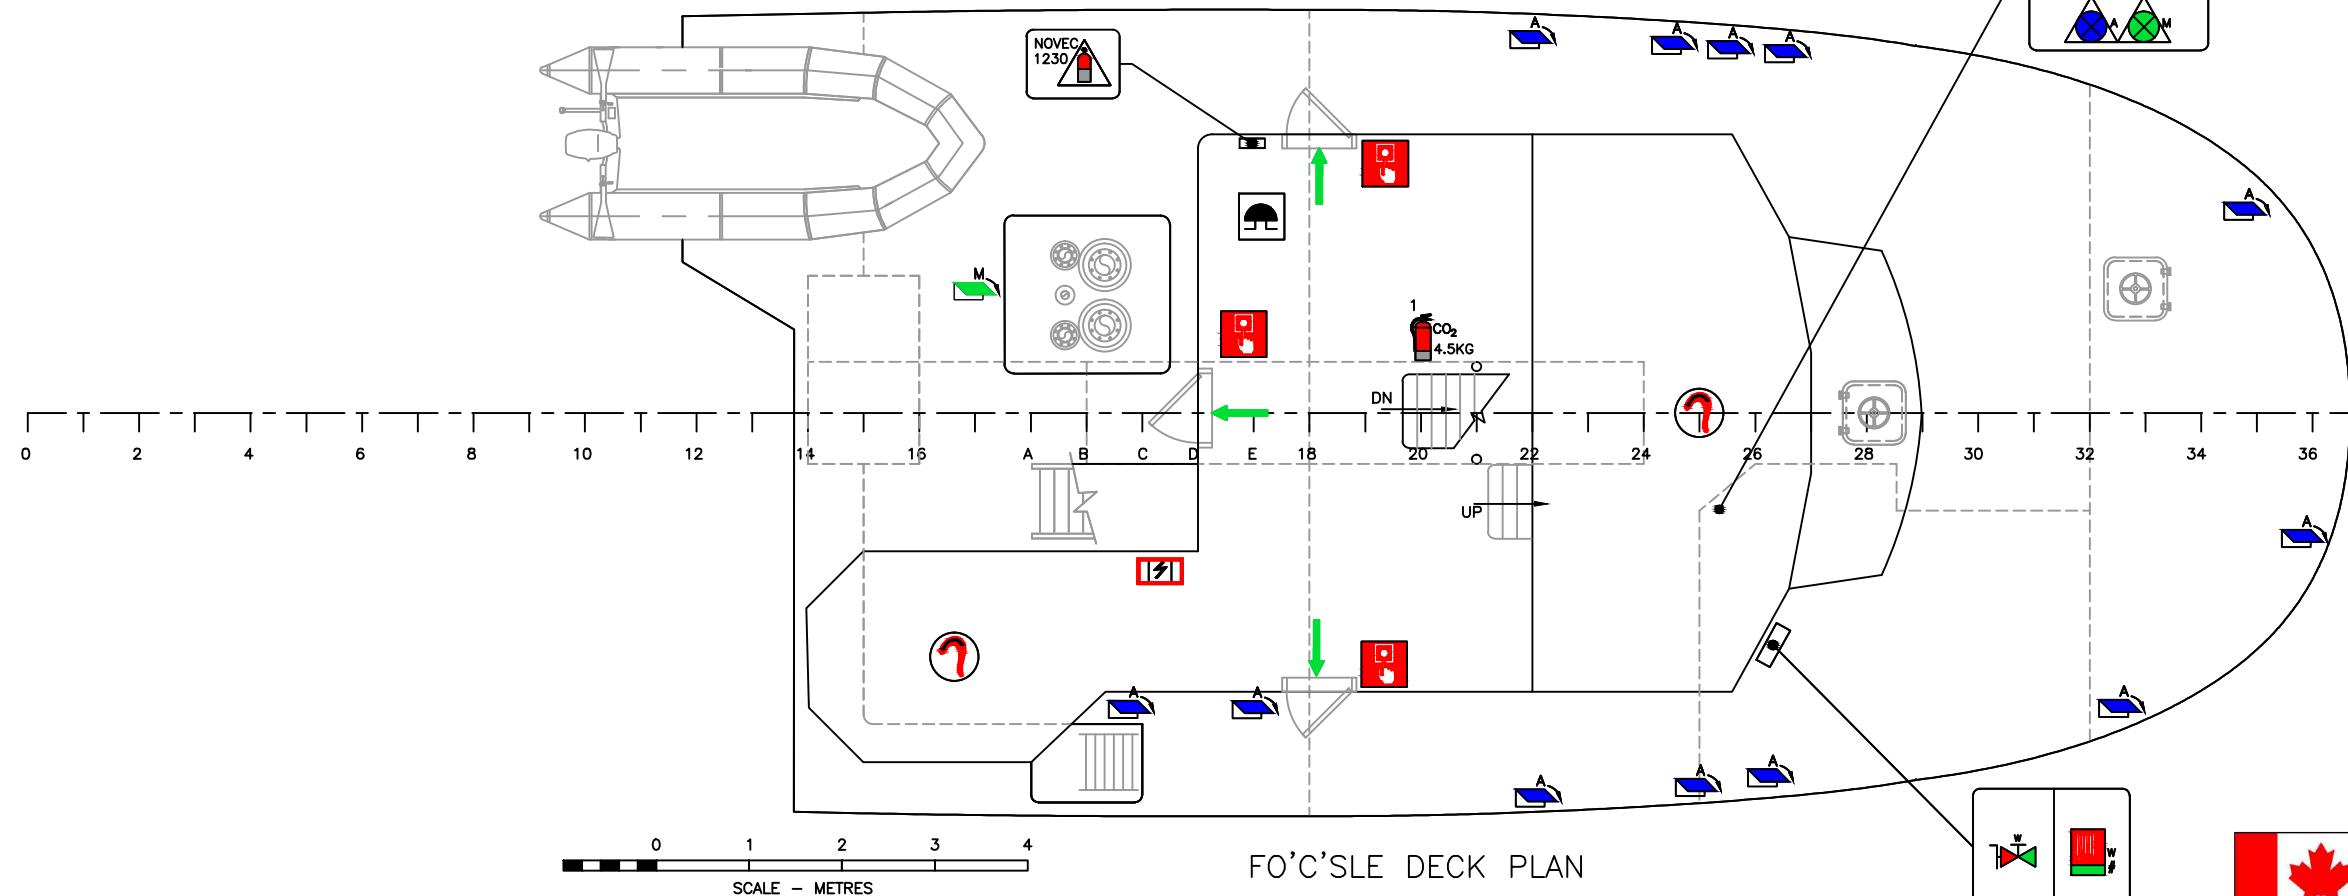 A
A
A
A
A M
NOVEC
1230
A
M
1
CO2
4.5KG
DN
0 2 4 6 8 10 12 14 16 A B C D E 18 20 22 24 26 28 30 32 34 36
UP
A
A
A
A
A
A
A
0 1 2 3 4
SCALE – METRES
FO'C'SLE DECK PLAN
W
W
#